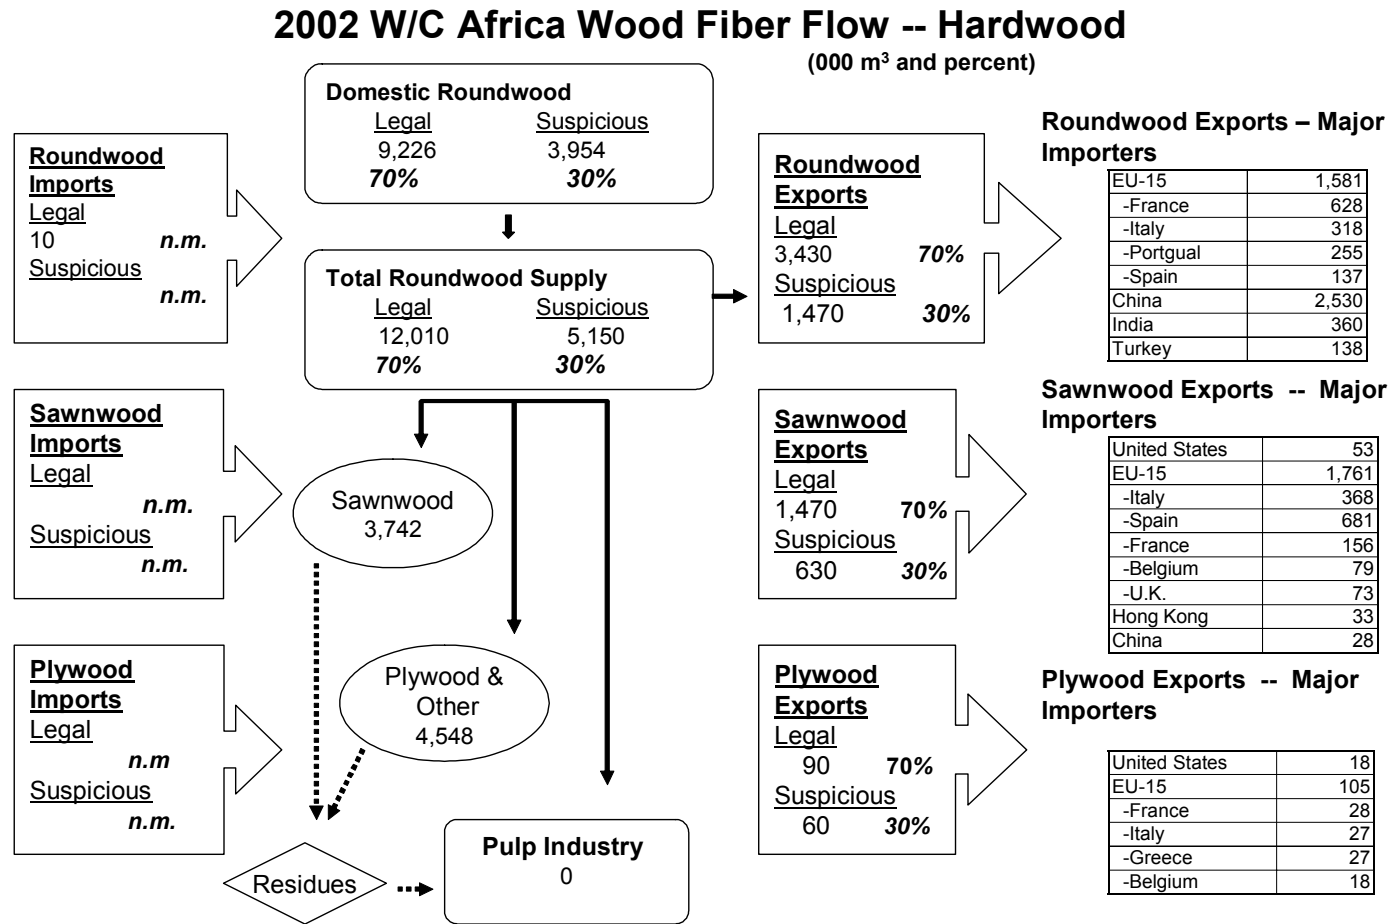 2002 W/C Africa Wood Fiber Flow -- Hardwood
(000 m³ and percent)
Domestic Roundwood
Legal Suspicious
9,226 3,954
70% 30%
Roundwood
Imports
Legal
10 n.m.
Suspicious
n.m.
Total Roundwood Supply
Legal Suspicious
12,010 5,150
70% 30%
Roundwood
Exports
Legal
3,430 70%
Suspicious
1,470 30%
Roundwood Exports – Major
Importers
EU-15 1,581
-France 628
-Italy 318
-Portgual 255
-Spain 137
China 2,530
India 360
Turkey 138
Sawnwood
Imports
Legal
n.m.
Suspicious
n.m.
Sawnwood
3,742
Sawnwood
Exports
Legal
1,470 70%
Suspicious
630 30%
Sawnwood Exports -- Major
Importers
United States 53
EU-15 1,761
-Italy 368
-Spain 681
-France 156
-Belgium 79
-U.K. 73
Hong Kong 33
China 28
Plywood
Imports
Legal
n.m
Suspicious
n.m.
Plywood &
Other
4,548
Plywood
Exports
Legal
90 70%
Suspicious
60 30%
Plywood Exports -- Major
Importers
United States 18
EU-15 105
-France 28
-Italy 27
-Greece 27
-Belgium 18
Residues
Pulp Industry
0